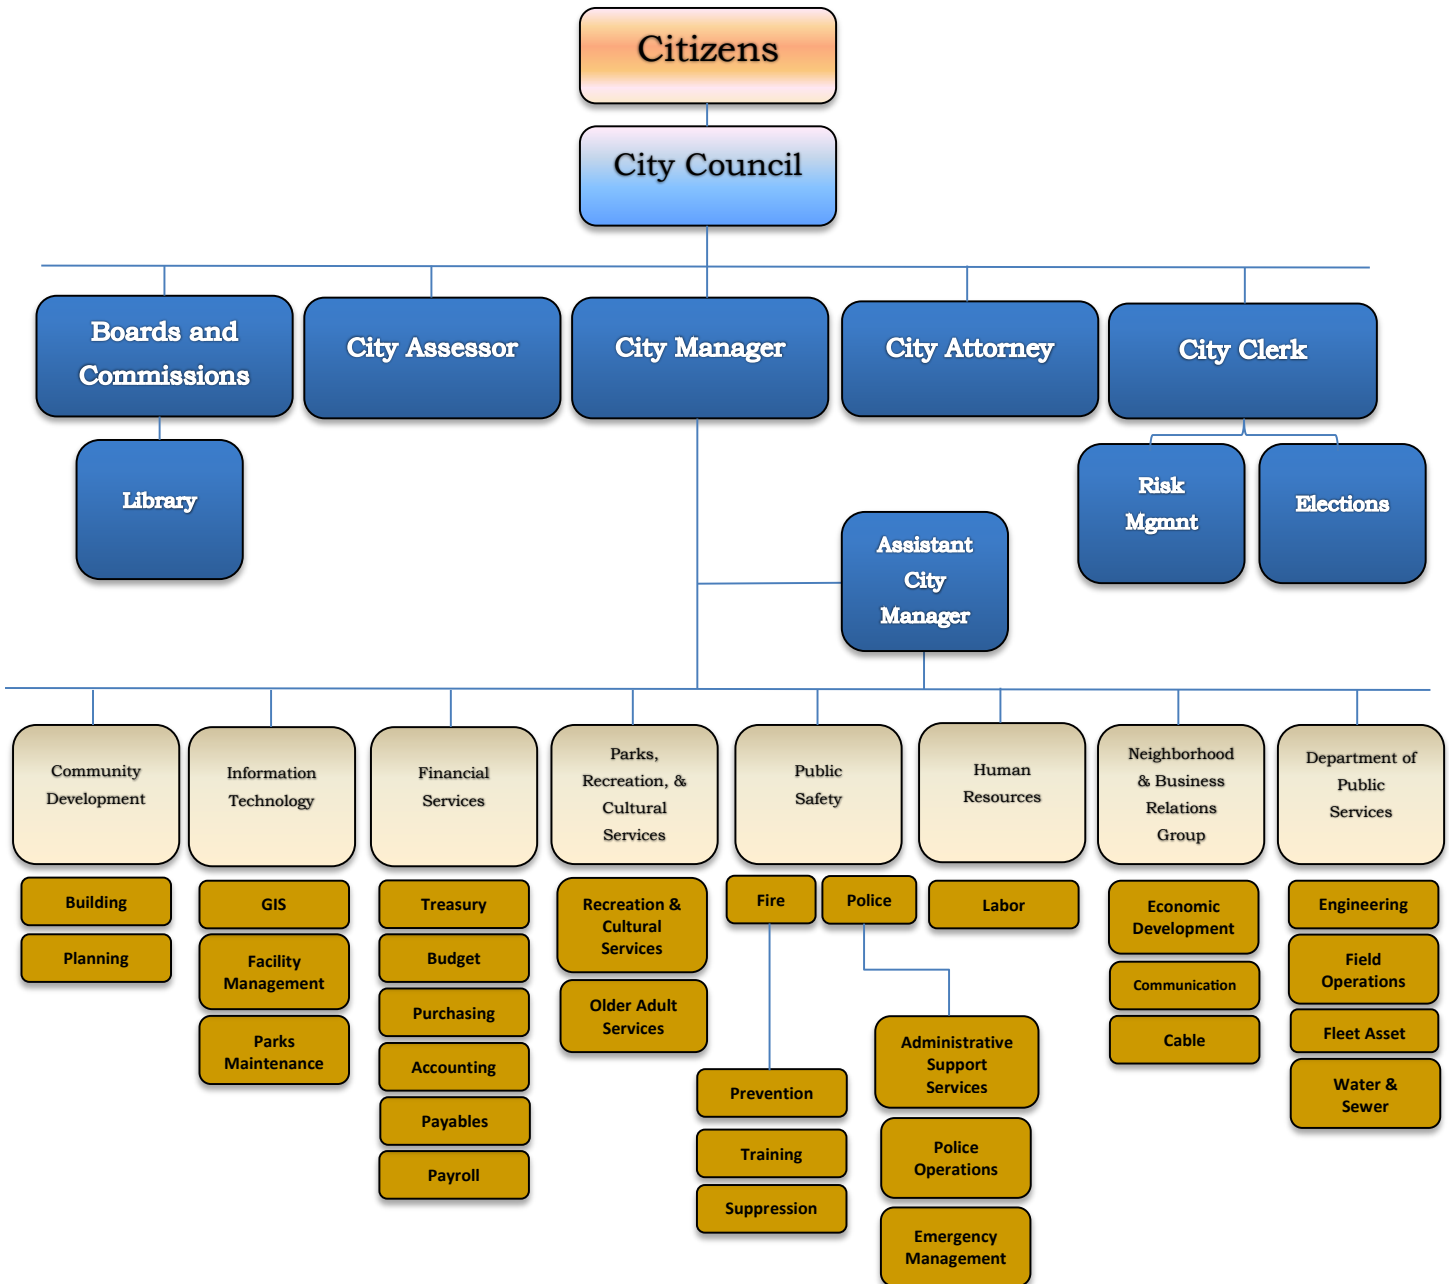 Citizens
City Council
Boards and
Commissions
City Assessor
City Manager
City Attorney
City Clerk
Library
Risk
Mgmnt
Elections
Assistant
City
Manager
Community
Development
Information
Technology
Financial
Services
Parks,
Recreation, &
Cultural
Services
Public
Safety
Human
Resources
Neighborhood
& Business
Relations
Group
Department of
Public
Services
Building
Planning
GIS
Facility
Management
Parks
Maintenance
Treasury
Budget
Purchasing
Accounting
Payables
Payroll
Recreation &
Cultural
Services
Older Adult
Services
Fire
Police
Prevention
Training
Suppression
Administrative
Support
Services
Police
Operations
Emergency
Management
Labor
Economic
Development
Communication
Cable
Engineering
Field
Operations
Fleet Asset
Water &
Sewer